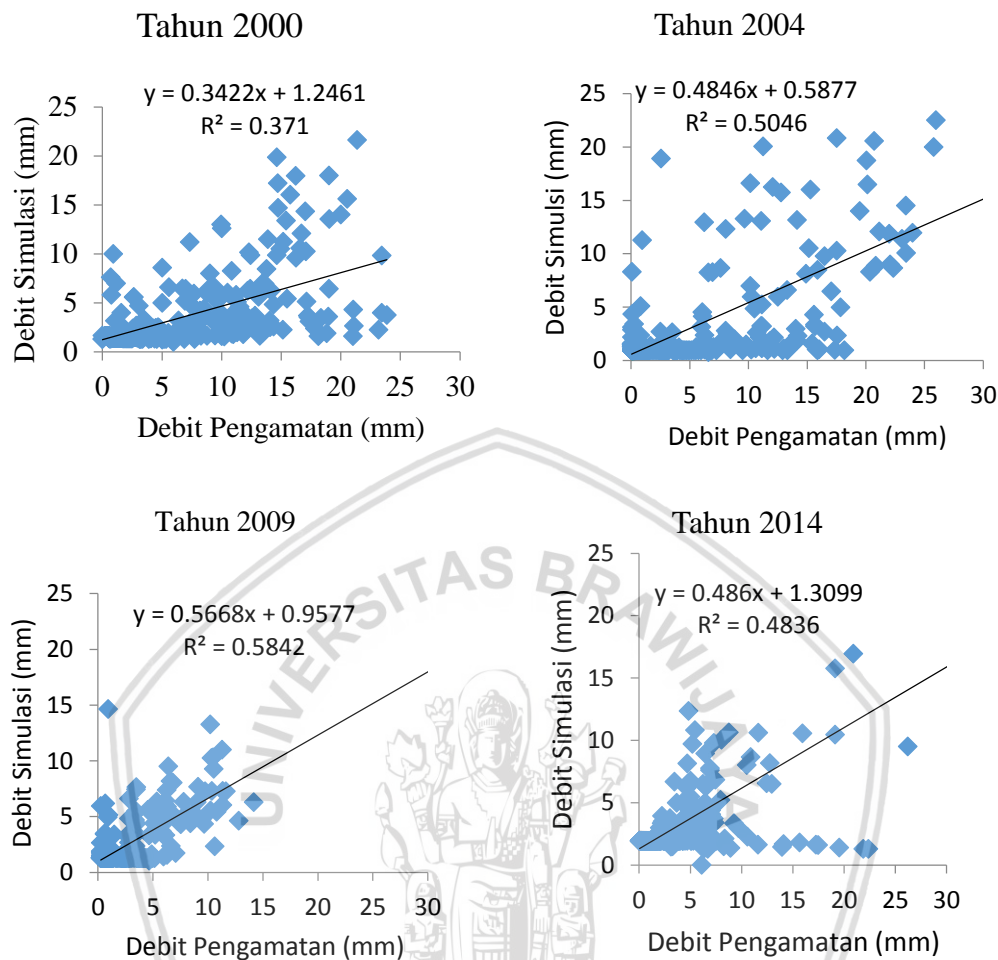 Tahun 2000
y = 0.3422x + 1.2461
R² = 0.371
25
20
15
10
5
0
0 5 10 15 20 25 30
Debit Simulasi (mm)
Debit Pengamatan (mm)
Tahun 2004
y = 0.4846x + 0.5877
R² = 0.5046
25
20
15
10
5
0
0 5 10 15 20 25 30
Debit Simulsi (mm)
Debit Pengamatan (mm)
Tahun 2009
y = 0.5668x + 0.9577
R² = 0.5842
25
20
15
10
5
0
0 5 10 15 20 25 30
Debit Simulasi (mm)
Debit Pengamatan (mm)
Tahun 2014
y = 0.486x + 1.3099
R² = 0.4836
25
20
15
10
5
0
0 5 10 15 20 25 30
Debit Simulasi (mm)
Debit Pengamatan (mm)
UNIVERSITAS BRAWIJAYA